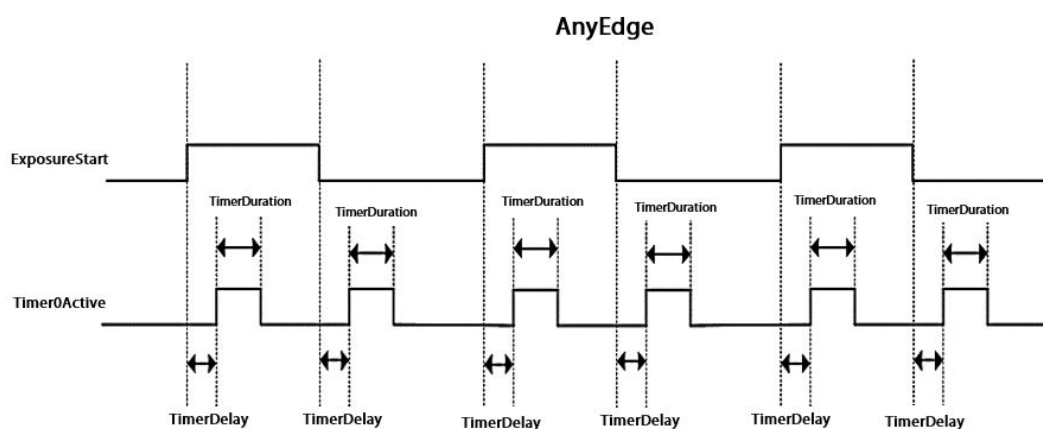 AnyEdge
ExposureStart
TimerDuration
TimerDuration
TimerDuration
TimerDuration
TimerDuration
TimerDuration
Timer0Active
TimerDelay
TimerDelay
TimerDelay
TimerDelay
TimerDelay
TimerDelay